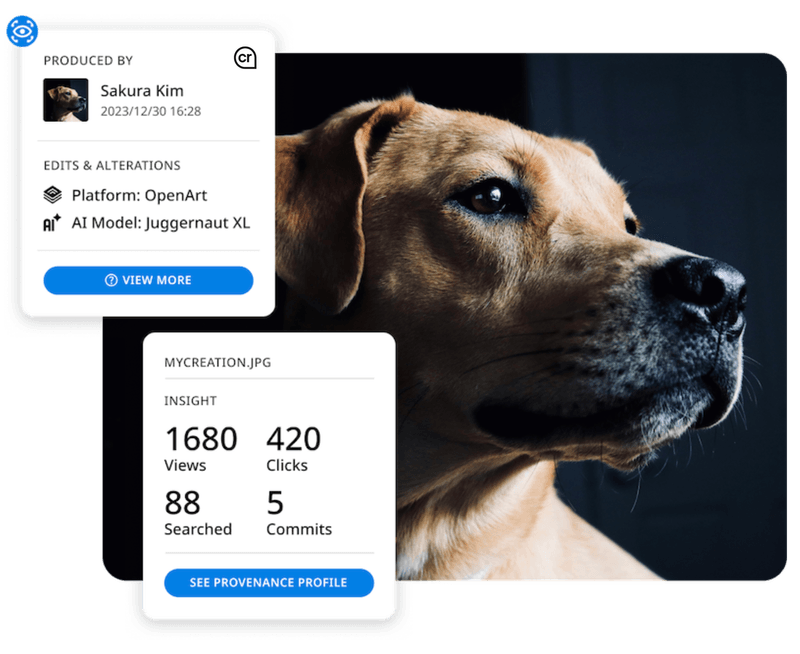 PRODUCED BY
cr
Sakura Kim
2023/12/30 16:28
EDITS & ALTERATIONS
Platform: OpenArt
AI+ AI Model: Juggernaut XL
? VIEW MORE
MYCREATION.JPG
INSIGHT
1680 420
Views Clicks
88 5
Searched Commits
SEE PROVENANCE PROFILE